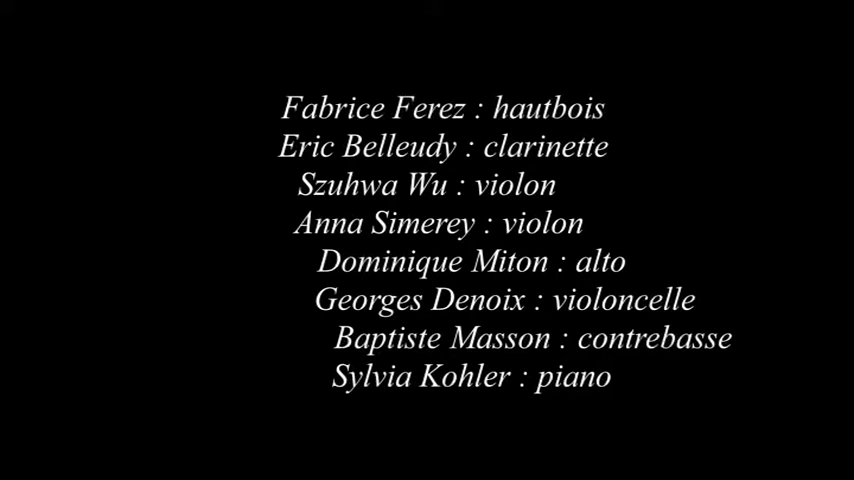 Fabrice Ferez : hautbois
Eric Belleudy : clarinette
Szuhwa Wu : violon
Anna Simerey : violon
Dominique Miton : alto
Georges Denoix : violoncelle
Baptiste Masson : contrebasse
Sylvia Kohler : piano